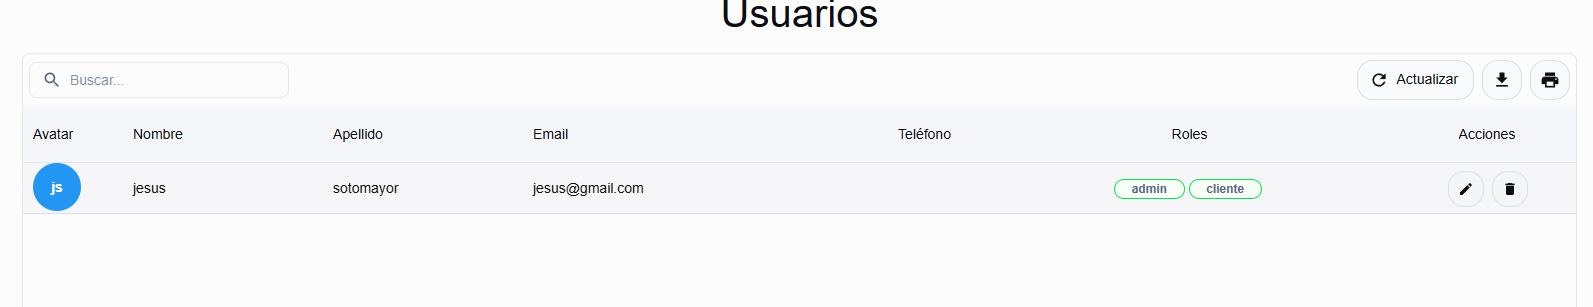 Usuarios
Buscar...
Actualizar
Avatar Nombre Apellido Email Teléfono Roles Acciones
js jesus sotomayor jesus@gmail.com admin cliente